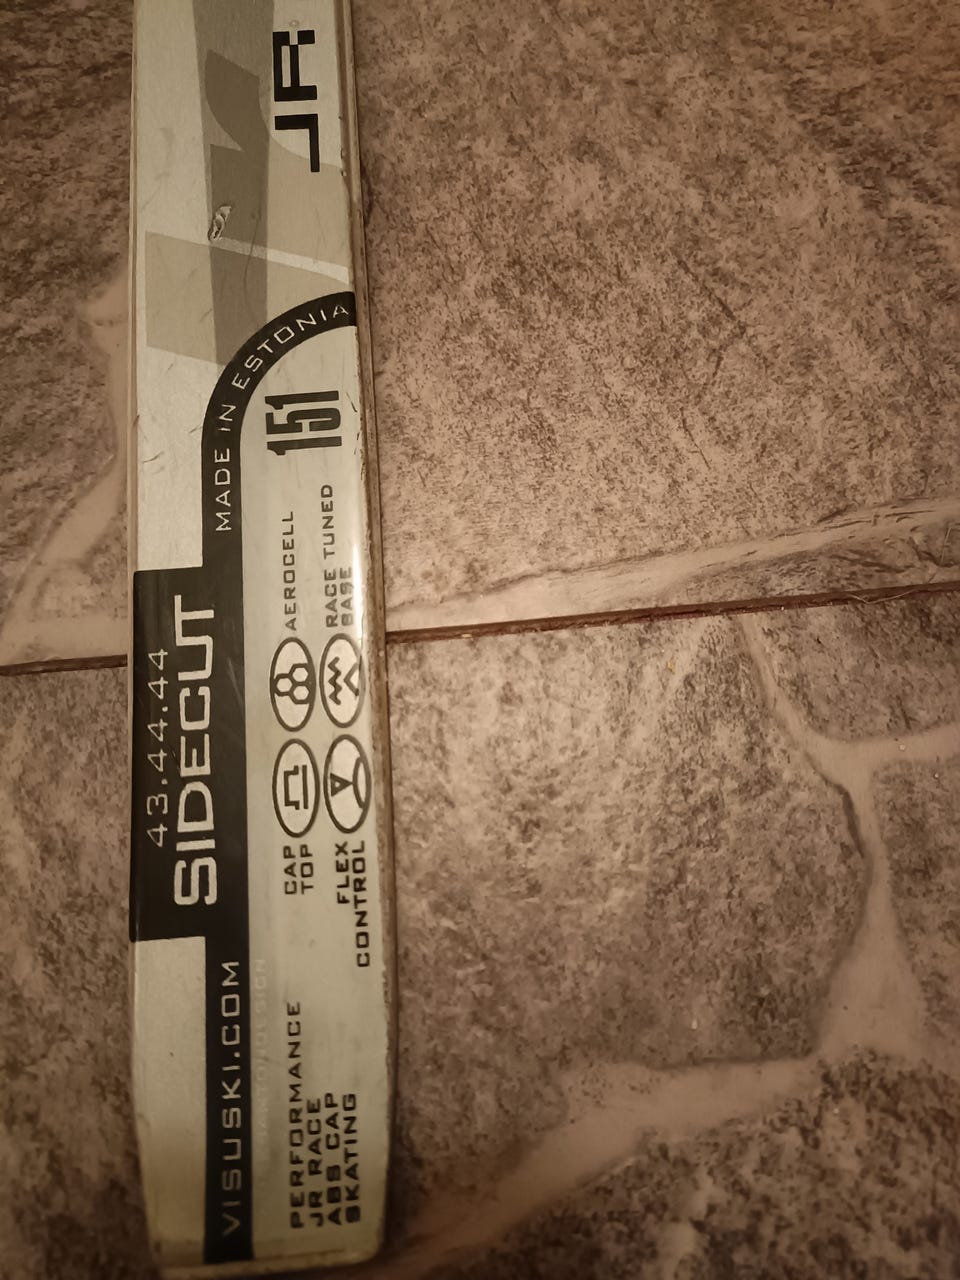 JR
MADE IN ESTONIA
151
43.44.44.44
SIDECUT
AEROCELL
RACE TUNED
BASE
CAP
TOP
FLEX
CONTROL
VISUSKI.COM
PERFORMANCE
JR RACE
ABS CAP
SKATING